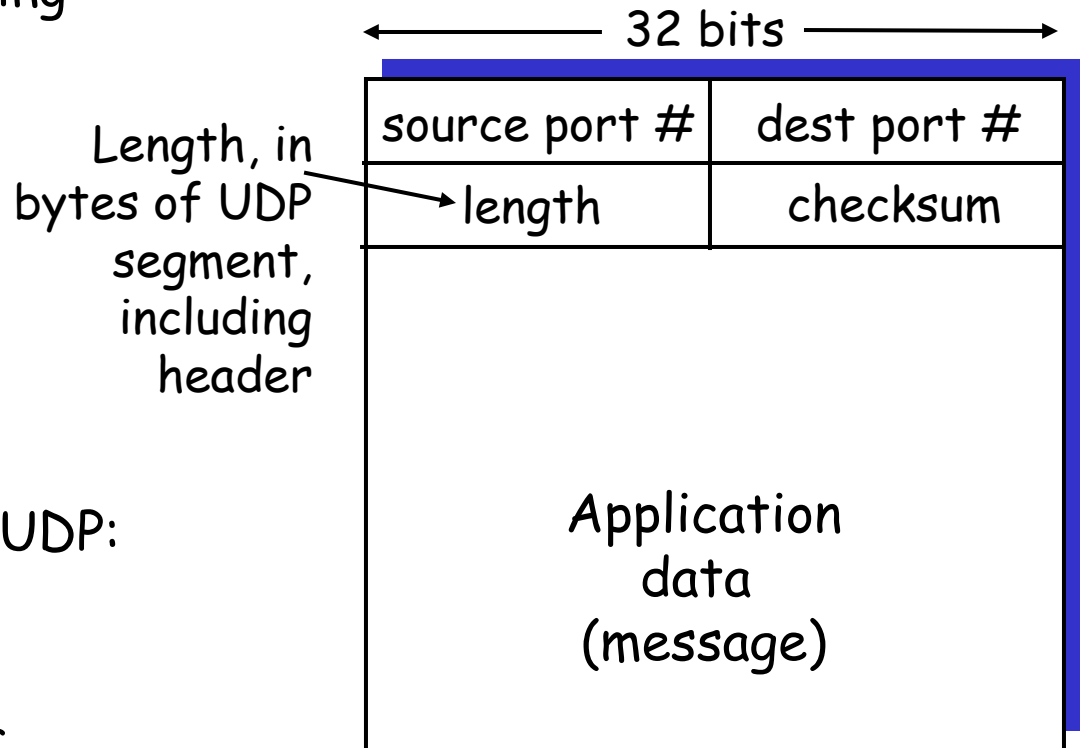 32 bits
source port # dest port #
length checksum
Length, in
bytes of UDP
segment,
including
header
UDP:
Application
data
(message)